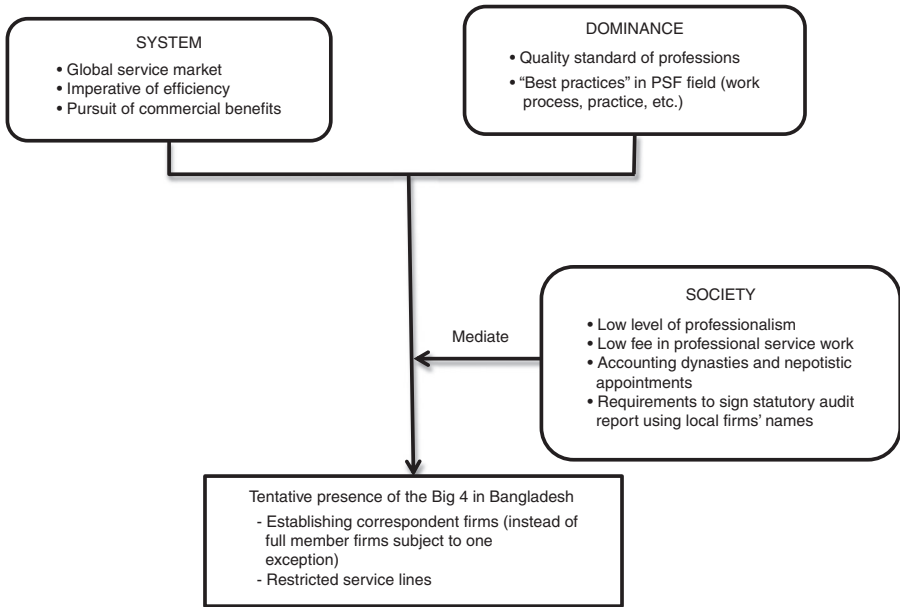 SYSTEM
• Global service market
• Imperative of efficiency
• Pursuit of commercial benefits
DOMINANCE
• Quality standard of professions
• “Best practices” in PSF field (work
process, practice, etc.)
SOCIETY
• Low level of professionalism
• Low fee in professional service work
• Accounting dynasties and nepotistic
appointments
• Requirements to sign statutory audit
report using local firms’ names
Mediate
Tentative presence of the Big 4 in Bangladesh
- Establishing correspondent firms (instead of
full member firms subject to one
exception)
- Restricted service lines